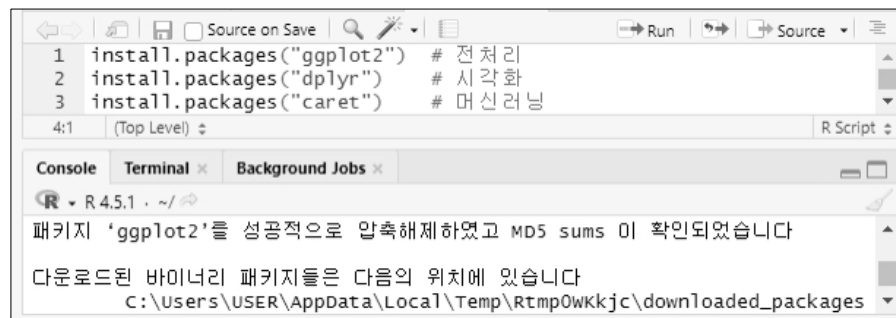 Source on Save Run Source
1 install.packages("ggplot2") # 전처리
2 install.packages("dplyr") # 시각화
3 install.packages("caret") # 머신러닝
4:1 (Top Level) R Script
Console Terminal Background Jobs
R R 4.5.1 · ~/
패키지 ‘ggplot2’를 성공적으로 압축해제하였고 MD5 sums 이 확인되었습니다
다운로드된 바이너리 패키지들은 다음의 위치에 있습니다
C:\Users\USER\AppData\Local\Temp\RtmpOWKkjc\downloaded_packages